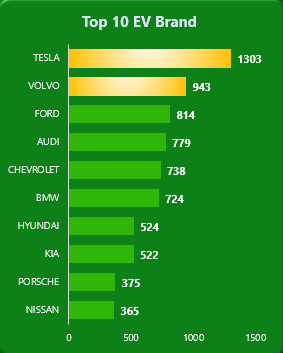 Top 10 EV Brand
TESLA 1303
VOLVO 943
FORD 814
AUDI 779
CHEVROLET 738
BMW 724
HYUNDAI 524
KIA 522
PORSCHE 375
NISSAN 365
0 500 1000 1500